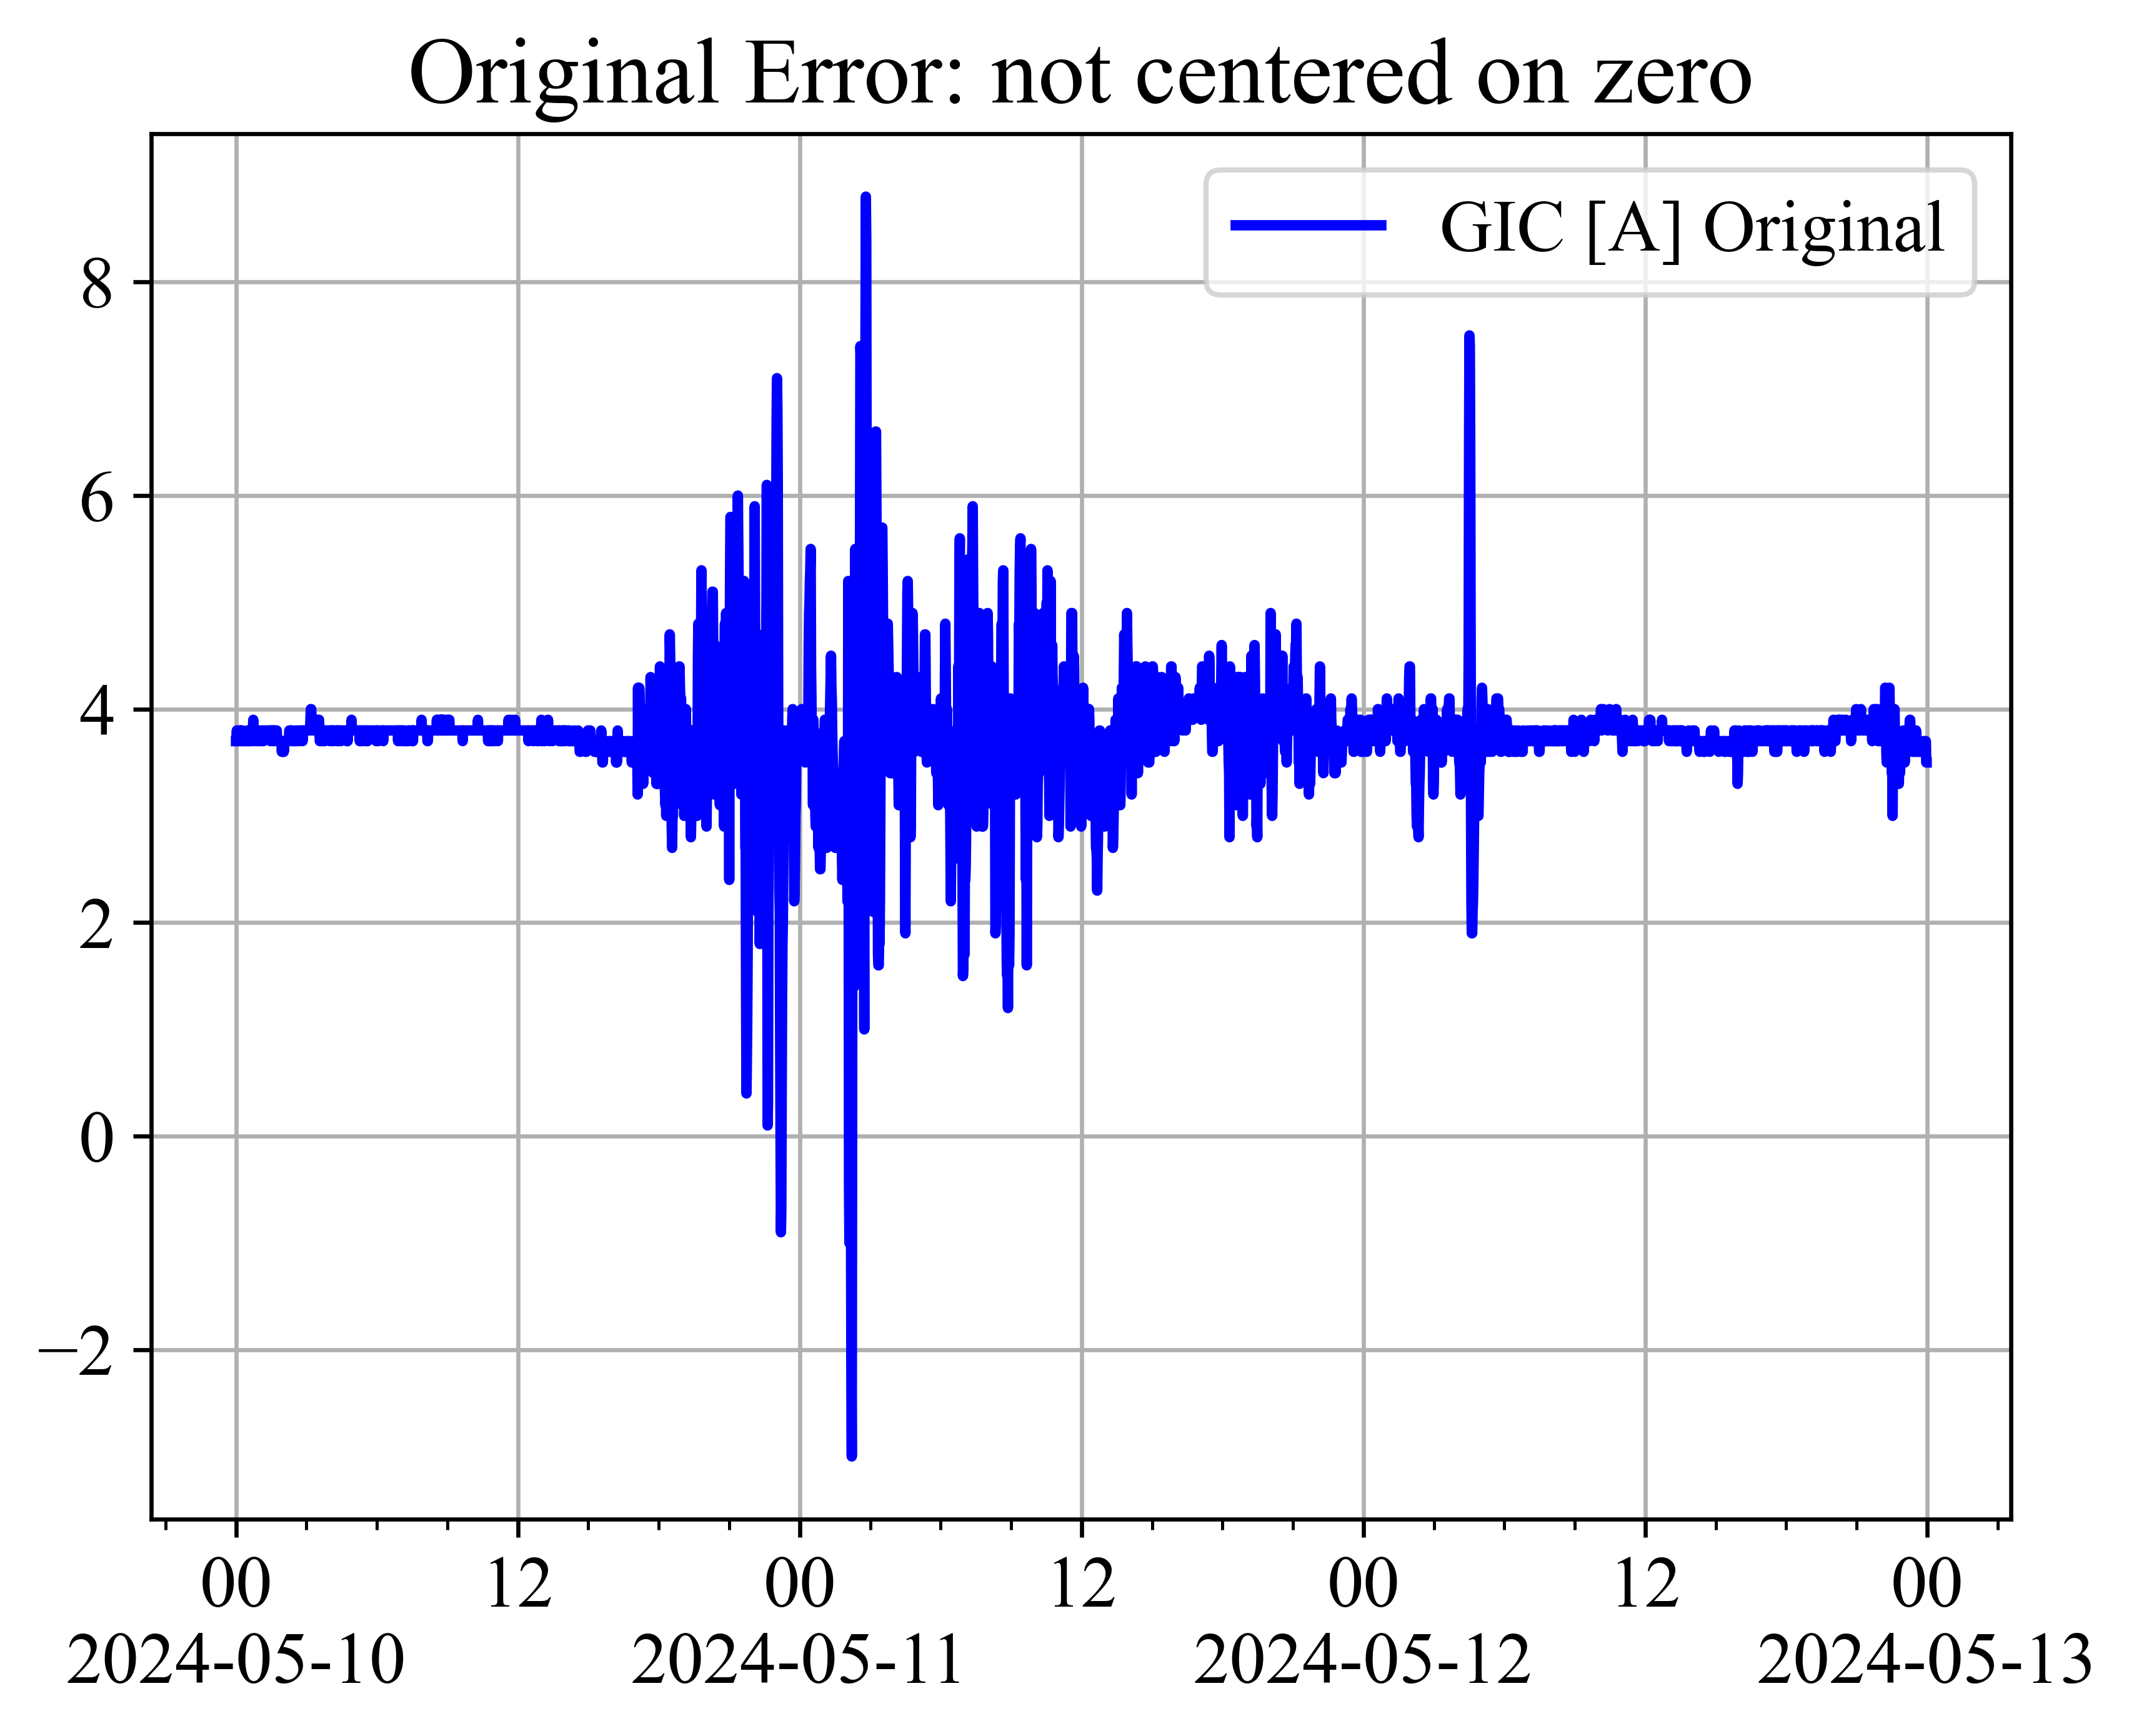 Original Error: not centered on zero
GIC [A] Original
8
6
4
2
0
−2
00 12 00 12 00 12 00
2024-05-10 2024-05-11 2024-05-12 2024-05-13